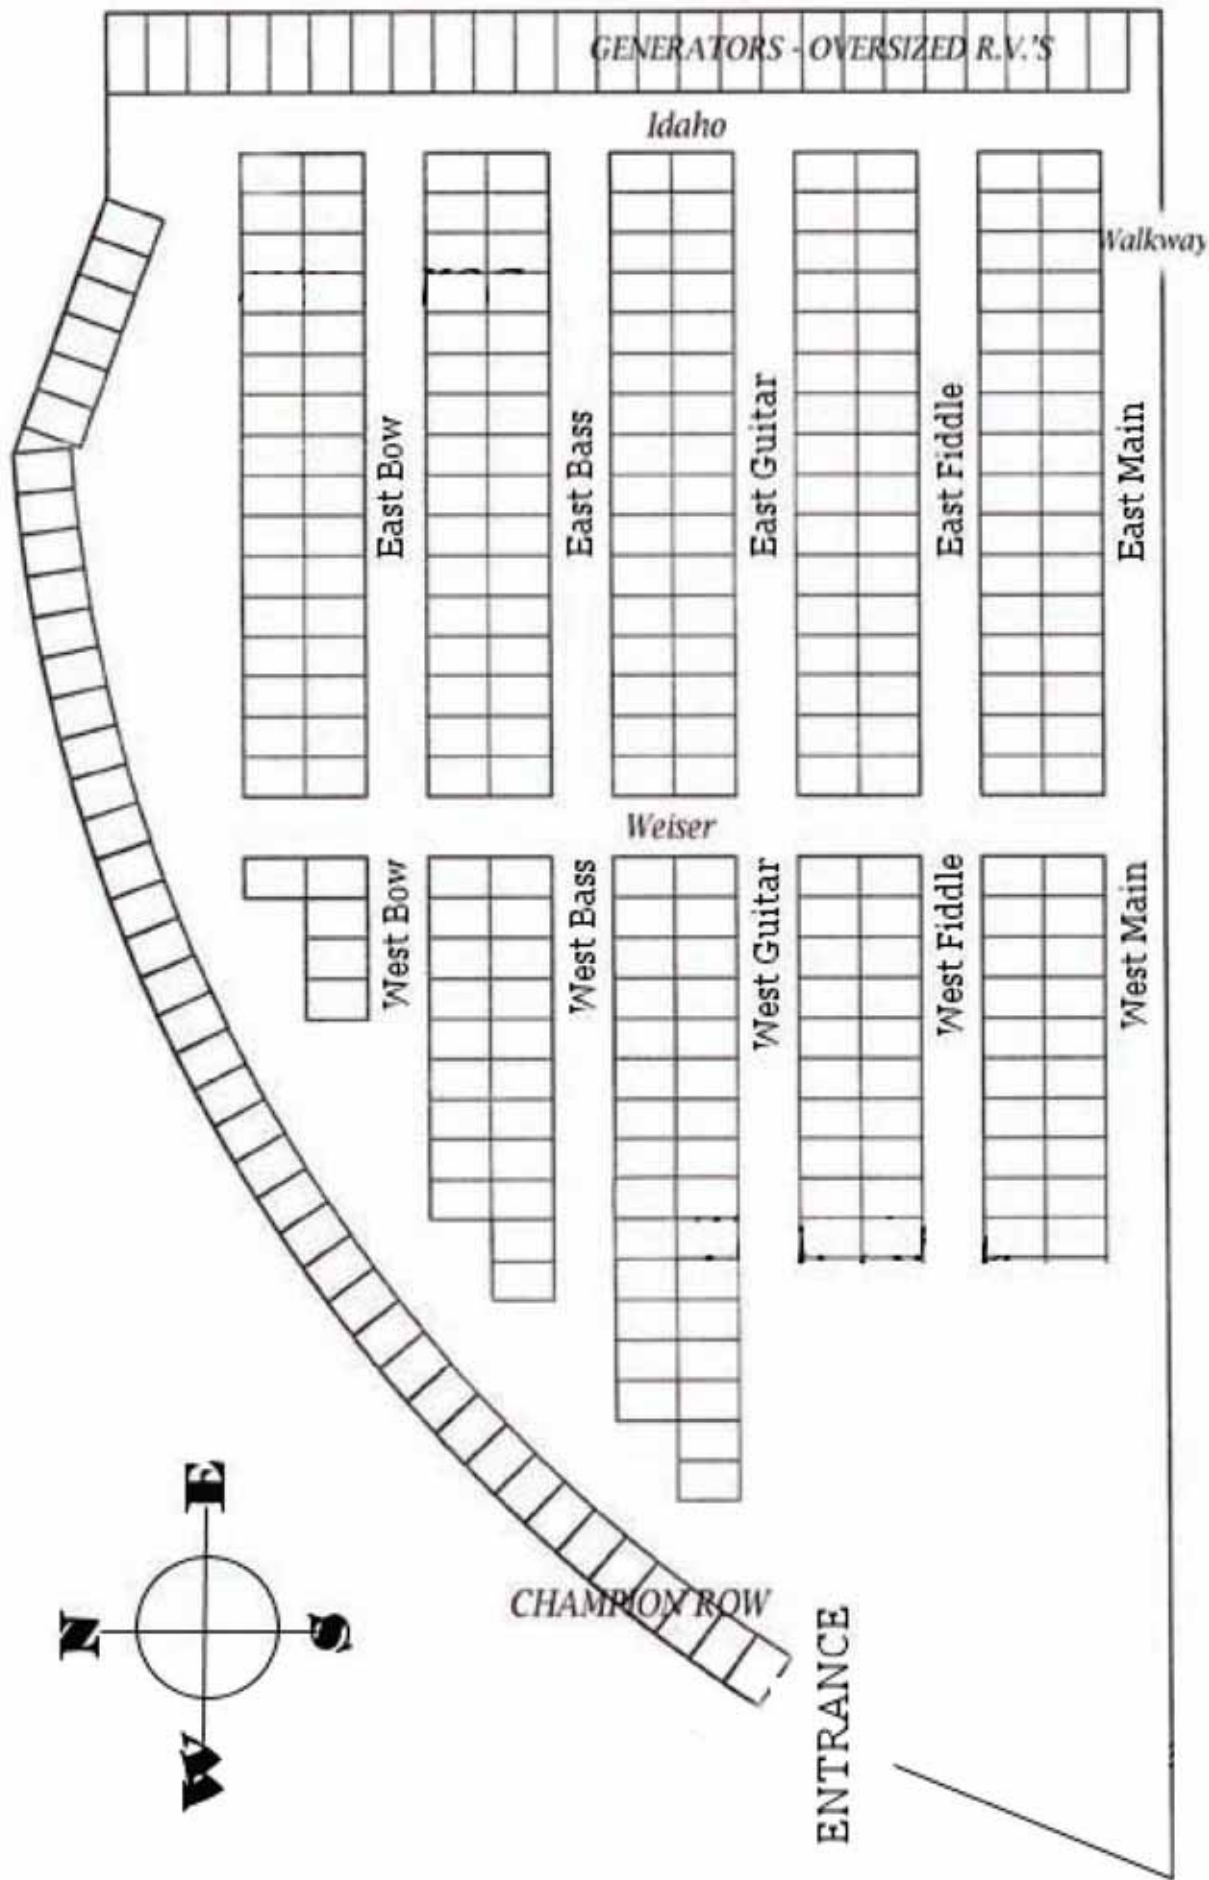 GENERATORS - OVERSIZED R.V.'S
Idaho
Walkway
East Bow
East Bass
East Guitar
East Fiddle
East Main
Weiser
West Bow
West Bass
West Guitar
West Fiddle
West Main
CHAMPION ROW
ENTRANCE
E
N
S
W